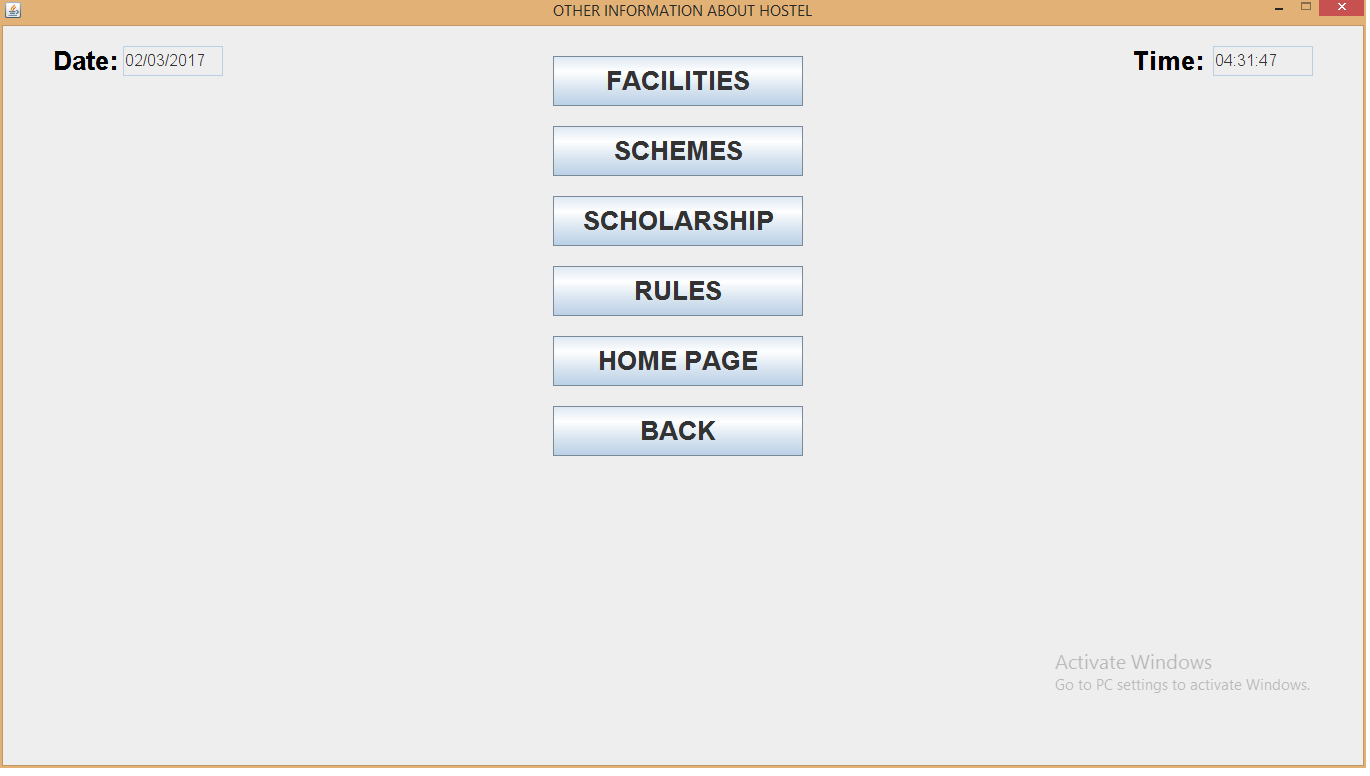 OTHER INFORMATION ABOUT HOSTEL
Date: 02/03/2017
Time: 04:31:47
FACILITIES
SCHEMES
SCHOLARSHIP
RULES
HOME PAGE
BACK
Activate Windows
Go to PC settings to activate Windows.